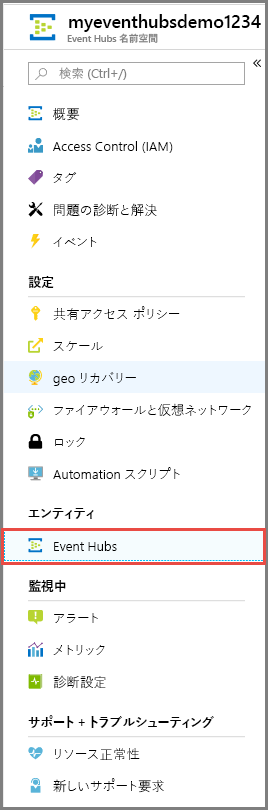 myeventhubsdemo1234
Event Hubs 名前空間
検索 (Ctrl+/)
概要
Access Control (IAM)
タグ
問題の診断と解決
イベント
設定
共有アクセス ポリシー
スケール
geo リカバリー
ファイアウォールと仮想ネットワーク
ロック
Automation スクリプト
エンティティ
Event Hubs
監視中
アラート
メトリック
診断設定
サポート + トラブルシューティング
リソース正常性
新しいサポート要求